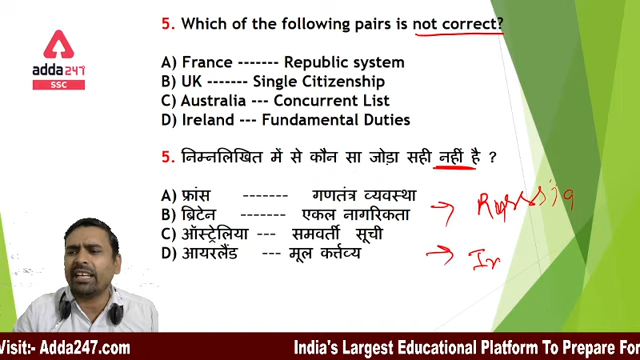 5. Which of the following pairs is not correct?
A) France ------- Republic system
B) UK ------- Single Citizenship
C) Australia --- Concurrent List
D) Ireland --- Fundamental Duties
5. निम्नलिखित में से कौन सा जोड़ा सही नहीं है ?
A) फ्रांस ------- गणतंत्र व्यवस्था
B) ब्रिटेन ------- एकल नागरिकता
C) ऑस्ट्रेलिया --- समवर्ती सूची
D) आयरलैंड --- मूल कर्तव्य
adda247
SSC
Visit:- Adda247.com
India's Largest Educational Platform To Prepare For